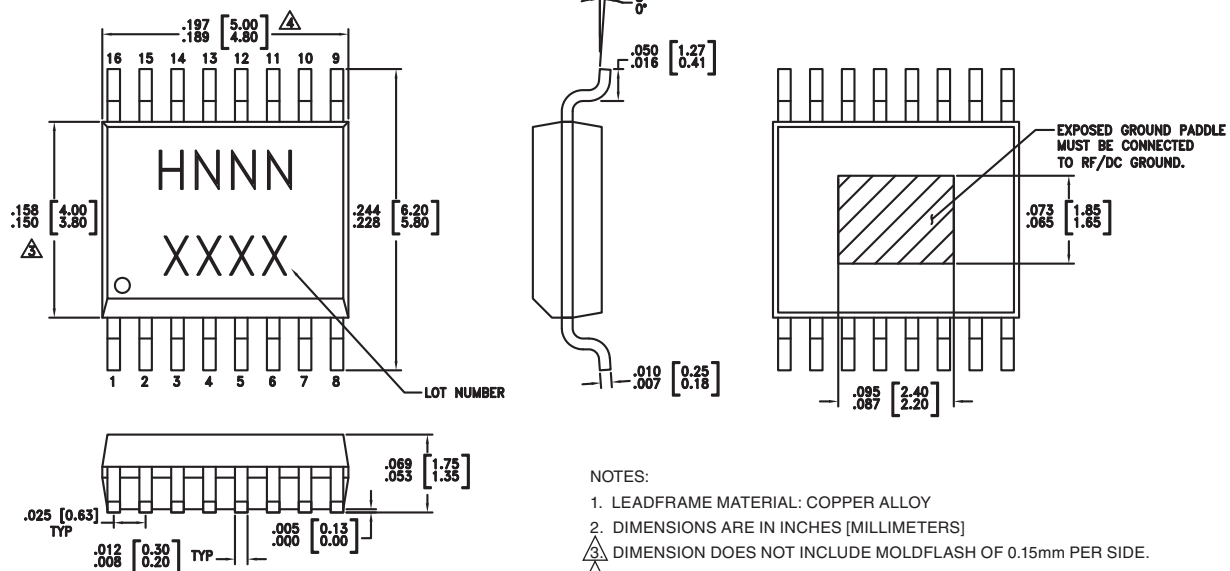 .197 [5.00]
.189 [4.80] 4
16 15 14 13 12 11 10 9
HNNN
XXXX
.158 [4.00]
.150 [3.80]
3
.244 [6.20]
.228 [5.80]
1 2 3 4 5 6 7 8
LOT NUMBER
0°
.050 [1.27]
.016 [0.41]
.010 [0.25]
.007 [0.18]
EXPOSED GROUND PADDLE
MUST BE CONNECTED
TO RF/DC GROUND.
.073 [1.85]
.065 [1.65]
.095 [2.40]
.087 [2.20]
.069 [1.75]
.053 [1.35]
.025 [0.63]
TYP
.005 [0.13]
.000 [0.00]
.012 [0.30]
.008 [0.20] TYP
NOTES:
1. LEADFRAME MATERIAL: COPPER ALLOY
2. DIMENSIONS ARE IN INCHES [MILLIMETERS]
3. DIMENSION DOES NOT INCLUDE MOLDFLASH OF 0.15mm PER SIDE.